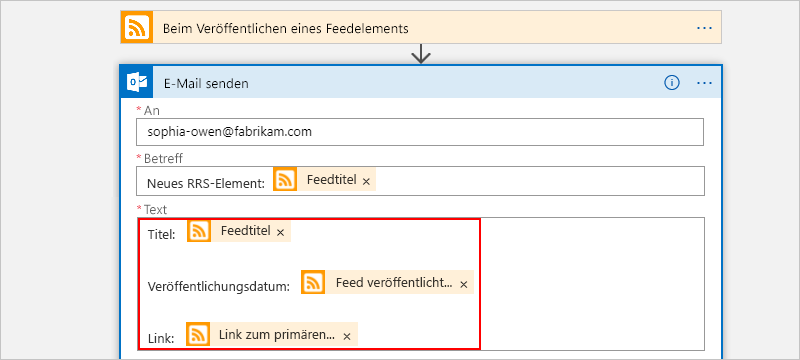 Beim Veröffentlichen eines Feedelements ...
E-Mail senden ...
* An
sophia-owen@fabrikam.com
* Betreff
Neues RRS-Element: Feedtitel ×
* Text
Titel: Feedtitel ×
Veröffentlichungsdatum: Feed veröffentlicht... ×
Link: Link zum primären... ×